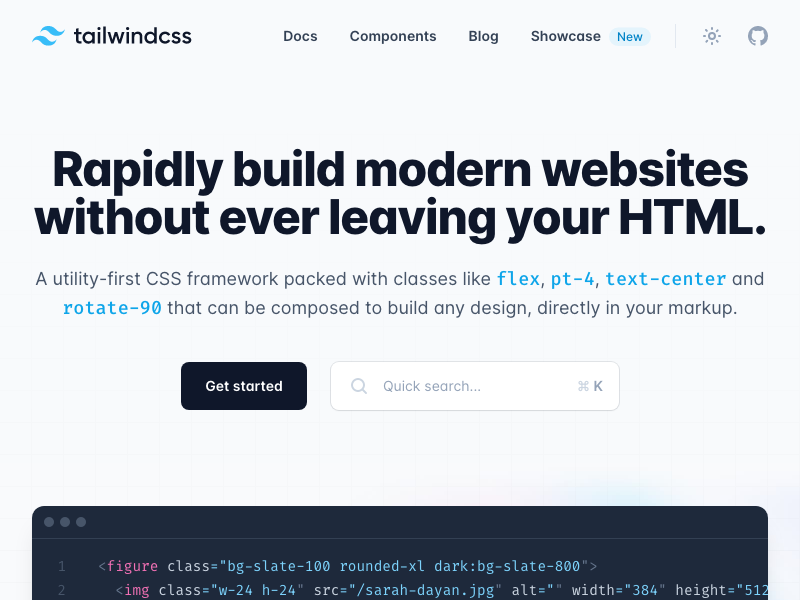 tailwindcss Docs Components Blog Showcase New
Rapidly build modern websites
without ever leaving your HTML.
A utility-first CSS framework packed with classes like flex, pt-4, text-center and
rotate-90 that can be composed to build any design, directly in your markup.
Get started Quick search... ⌘ K
1 <figure class="bg-slate-100 rounded-xl dark:bg-slate-800">
2 <img class="w-24 h-24" src="/sarah-dayan.jpg" alt="" width="384" height="512